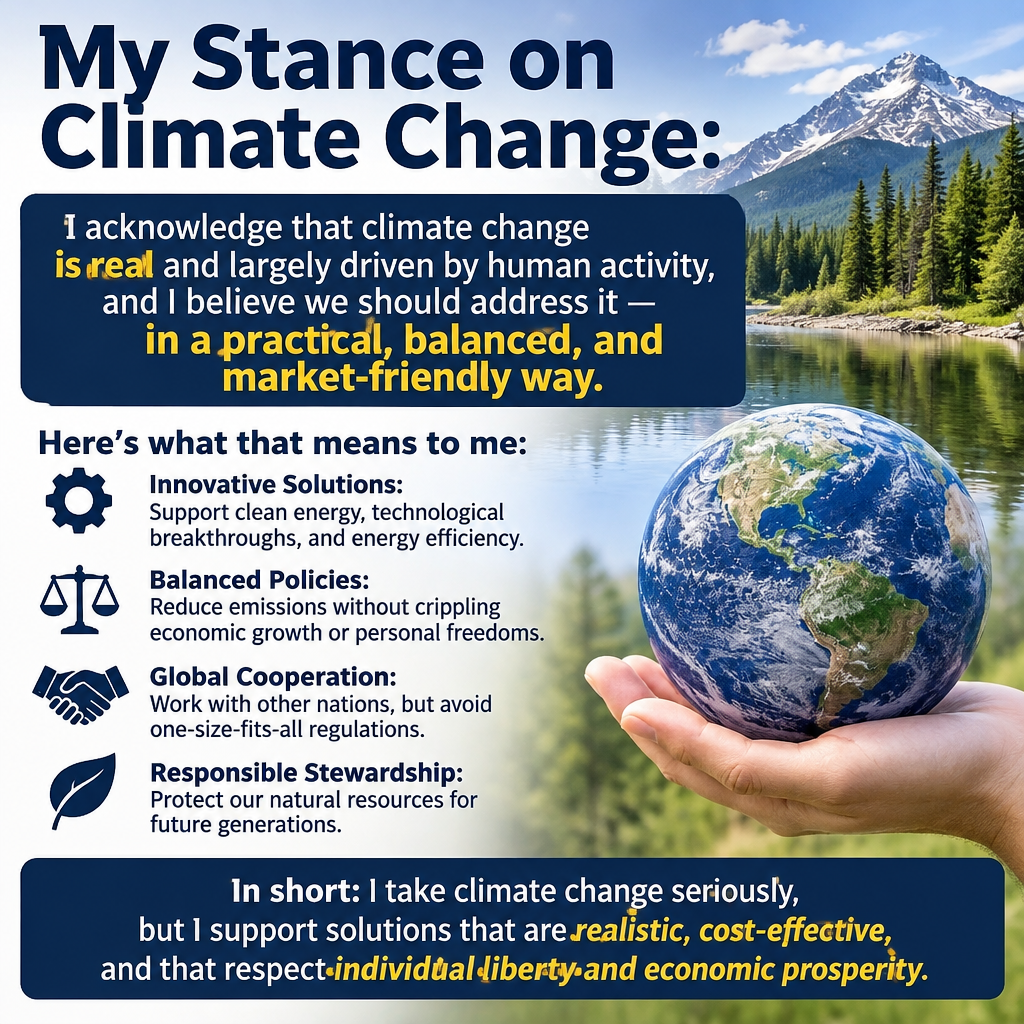 My Stance on
Climate Change:
I acknowledge that climate change
is real and largely driven by human activity,
and I believe we should address it —
in a practical, balanced, and
market-friendly way.
Here's what that means to me:
Innovative Solutions:
Support clean energy, technological
breakthroughs, and energy efficiency.
Balanced Policies:
Reduce emissions without crippling
economic growth or personal freedoms.
Global Cooperation:
Work with other nations, but avoid
one-size-fits-all regulations.
Responsible Stewardship:
Protect our natural resources for
future generations.
In short: I take climate change seriously,
but I support solutions that are realistic, cost-effective,
and that respect individual liberty and economic prosperity.